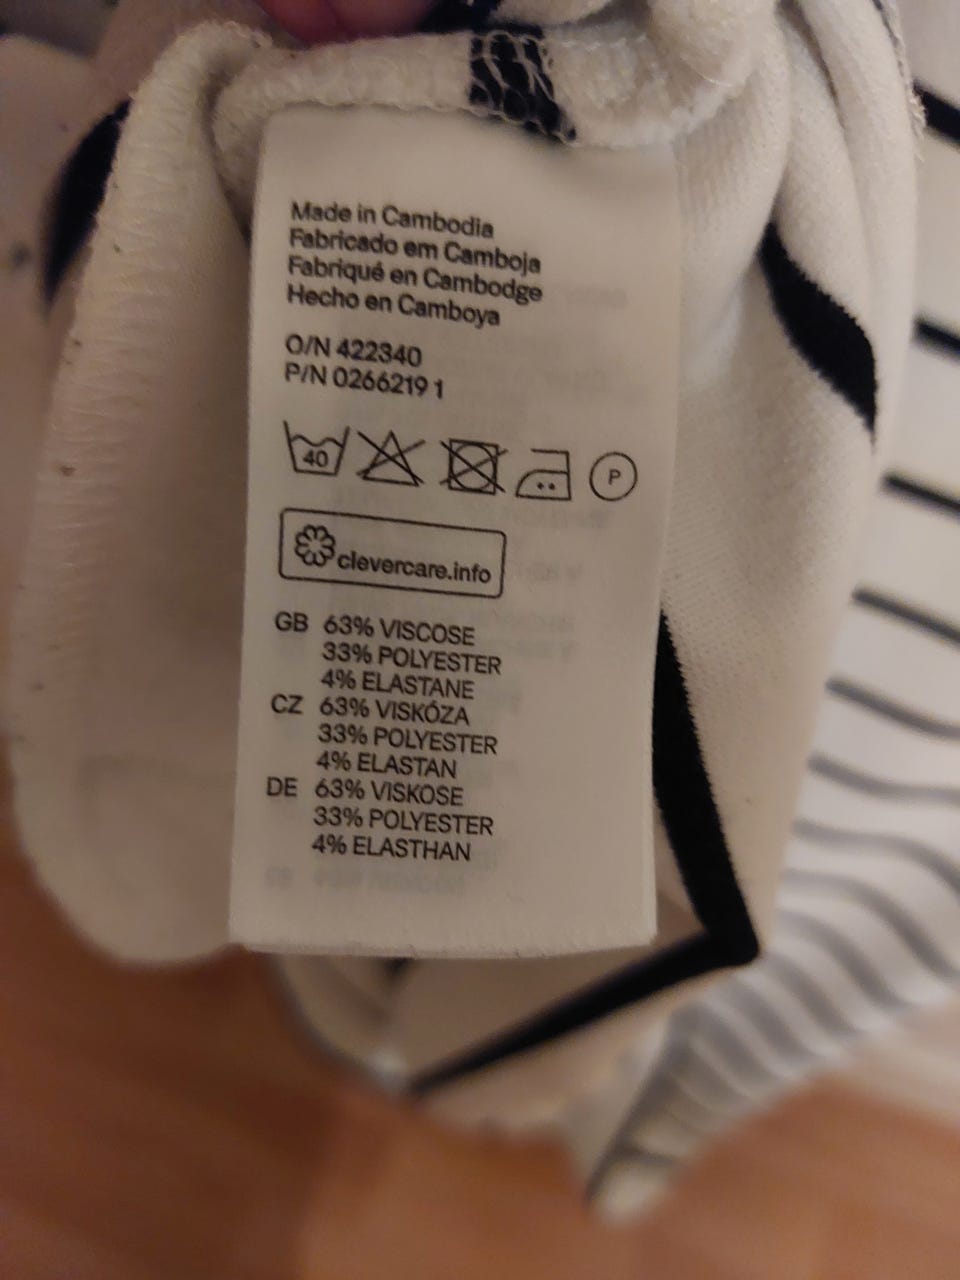 Made in Cambodia
Fabricado em Camboja
Fabriqué en Cambodge
Hecho en Camboya
O/N 422340
P/N 0266219 1
40 P
clevercare.info
GB 63% VISCOSE
33% POLYESTER
4% ELASTANE
CZ 63% VISKÓZA
33% POLYESTER
4% ELASTAN
DE 63% VISKOSE
33% POLYESTER
4% ELASTHAN